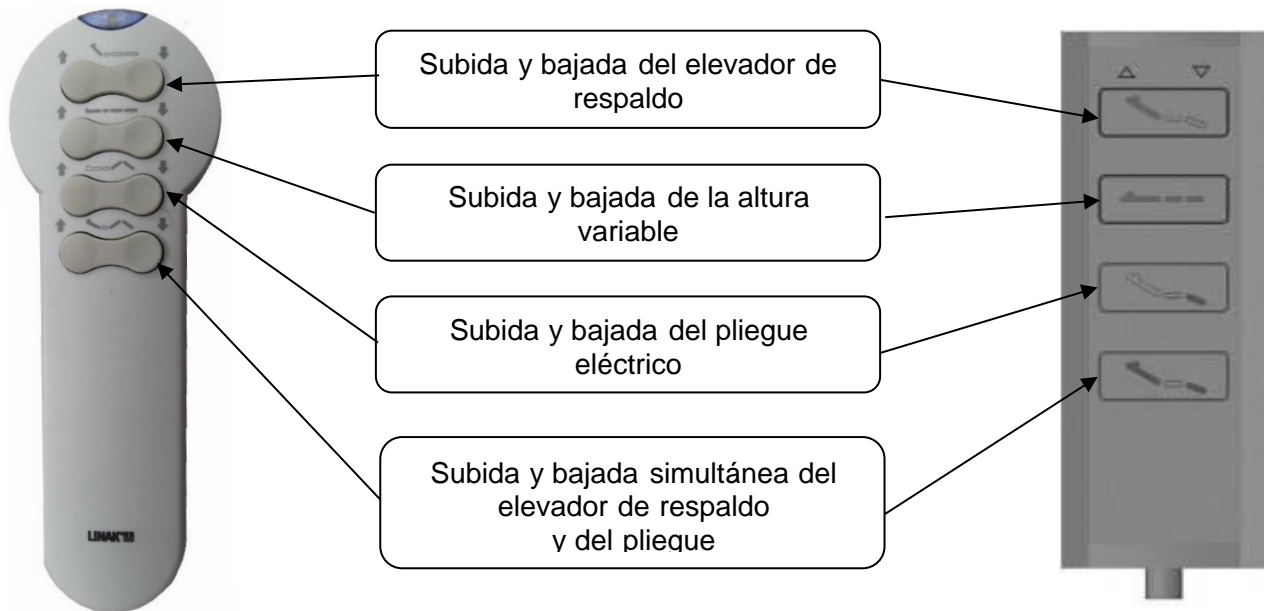 Subida y bajada del elevador de
respaldo
Subida y bajada de la altura
variable
Subida y bajada del pliegue
eléctrico
Subida y bajada simultánea del
elevador de respaldo
y del pliegue
LINAK